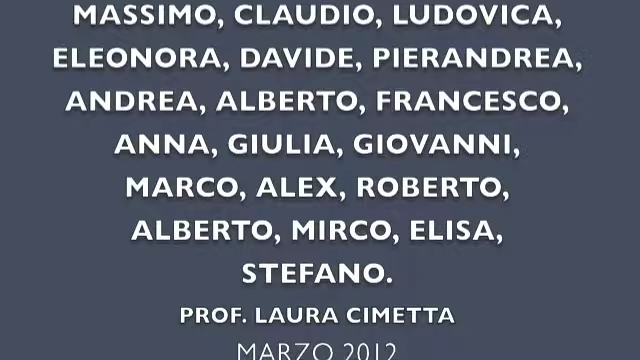 MASSIMO, CLAUDIO, LUDOVICA,
ELEONORA, DAVIDE, PIERANDREA,
ANDREA, ALBERTO, FRANCESCO,
ANNA, GIULIA, GIOVANNI,
MARCO, ALEX, ROBERTO,
ALBERTO, MIRCO, ELISA,
STEFANO.
PROF. LAURA CIMETTA
MARZO 2012